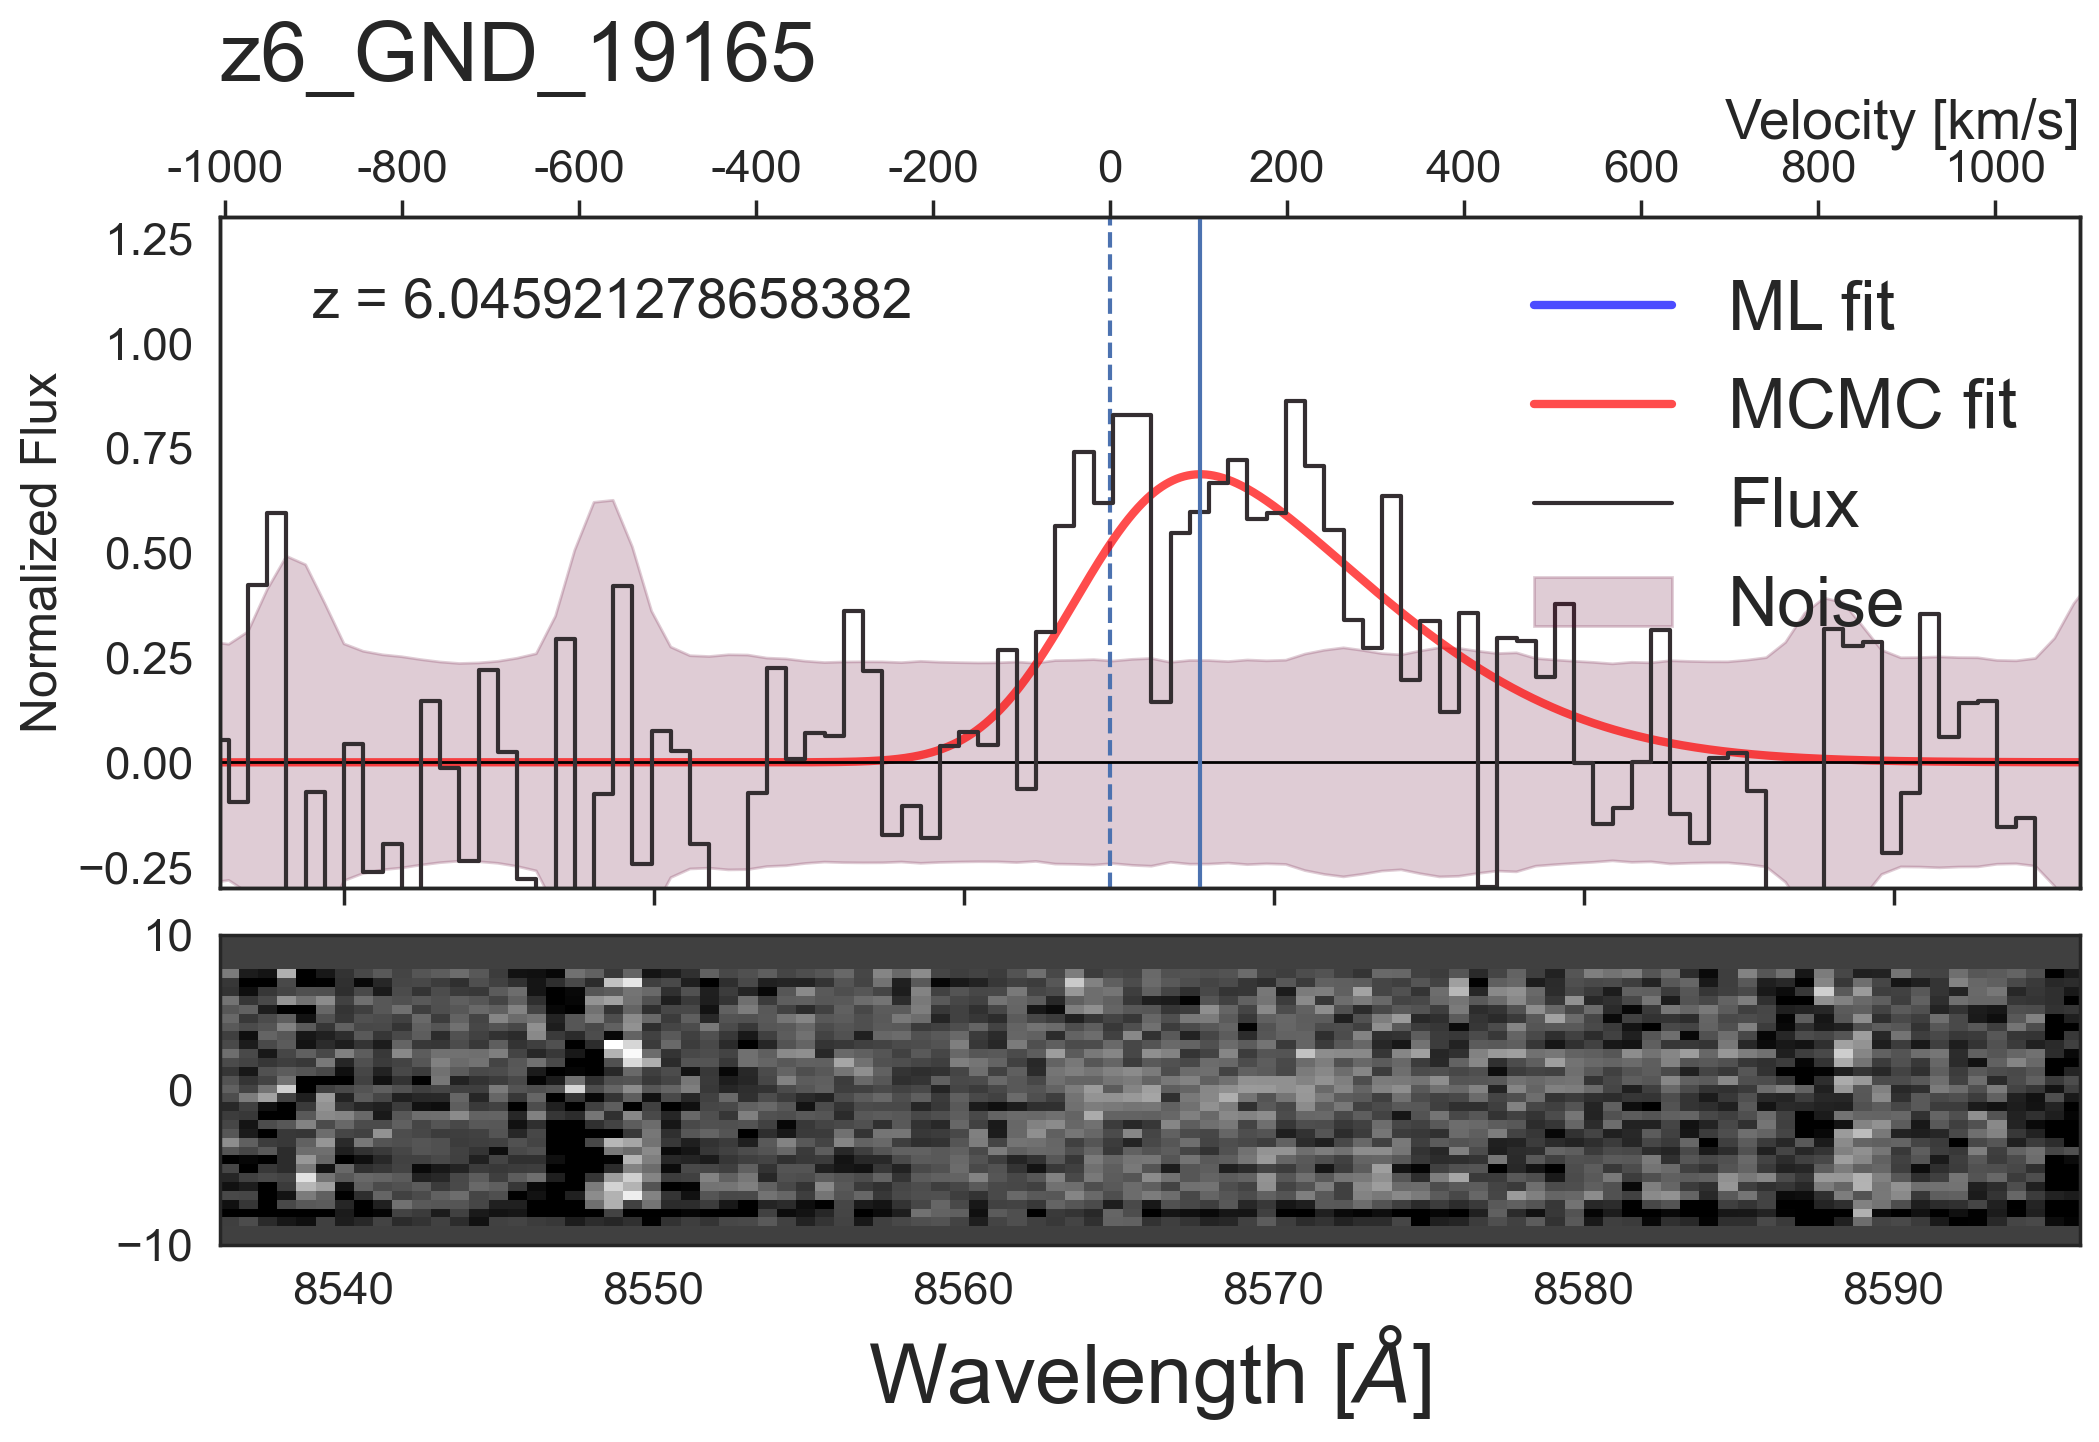 z6_GND_19165
Velocity [km/s]
-1000 -800 -600 -400 -200 0 200 400 600 800 1000
1.25
1.00
0.75
0.50
0.25
0.00
−0.25
Normalized Flux
z = 6.045921278658382
ML fit
MCMC fit
Flux
Noise
10
0
−10
8540 8550 8560 8570 8580 8590
Wavelength [Å]